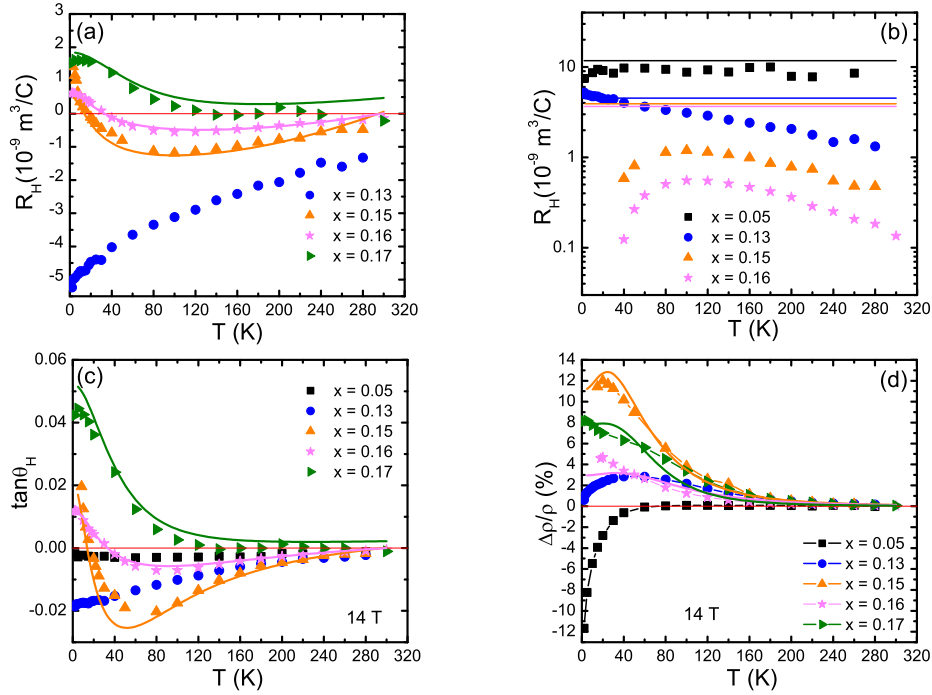 (a)
3
2
1
0
-1
-2
-3
-4
-5
R_H(10^-9 m^3/C)
x = 0.13
x = 0.15
x = 0.16
x = 0.17
0 40 80 120 160 200 240 280 320
T (K)
(b)
10
1
0.1
R_H(10^-9 m^3/C)
x = 0.05
x = 0.13
x = 0.15
x = 0.16
0 40 80 120 160 200 240 280 320
T (K)
(c)
0.06
0.04
0.02
0.00
-0.02
tanθ_H
x = 0.05
x = 0.13
x = 0.15
x = 0.16
x = 0.17
14 T
0 40 80 120 160 200 240 280 320
T (K)
(d)
14
12
10
8
6
4
2
0
-2
-4
-6
-8
-10
-12
Δρ/ρ (%)
x = 0.05
x = 0.13
x = 0.15
x = 0.16
x = 0.17
14 T
0 40 80 120 160 200 240 280 320
T (K)